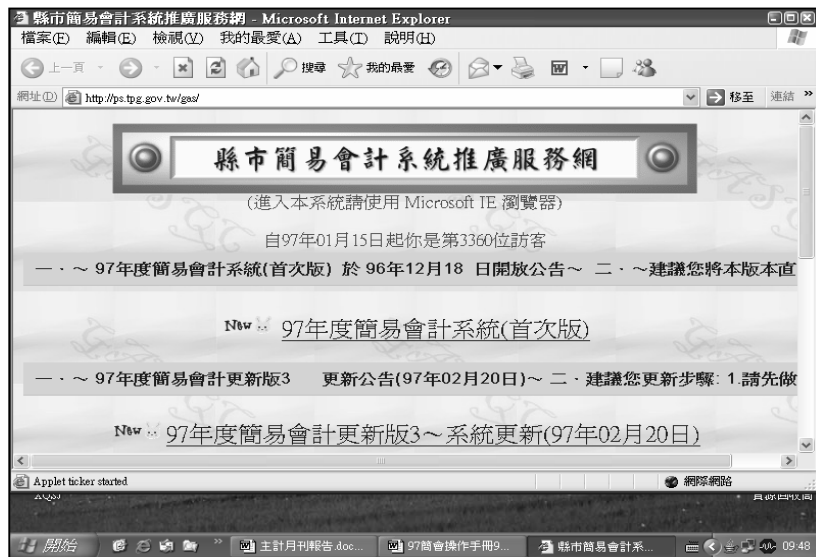 縣市簡易會計系統推廣服務網 - Microsoft Internet Explorer
檔案(F) 編輯(E) 檢視(V) 我的最愛(A) 工具(T) 說明(H)
上一頁 搜尋 我的最愛
網址(D) http://ps.tpg.gov.tw/gas/ 移至 連結 »
縣市簡易會計系統推廣服務網
(進入本系統請使用 Microsoft IE 瀏覽器)
自97年01月15日起你是第3360位訪客
一．～ 97年度簡易會計系統(首次版) 於 96年12月18 日開放公告～ 二．～建議您將本版本直
New 97年度簡易會計系統(首次版)
一．～ 97年度簡易會計更新版3 更新公告(97年02月20日)～ 二．建議您更新步驟: 1.請先做
New 97年度簡易會計更新版3～系統更新(97年02月20日)
Applet ticker started 網際網路
資源回收筒
開始 » 主計月刊報告.doc... 97簡會操作手冊9... 縣市簡易會計系... 09:48